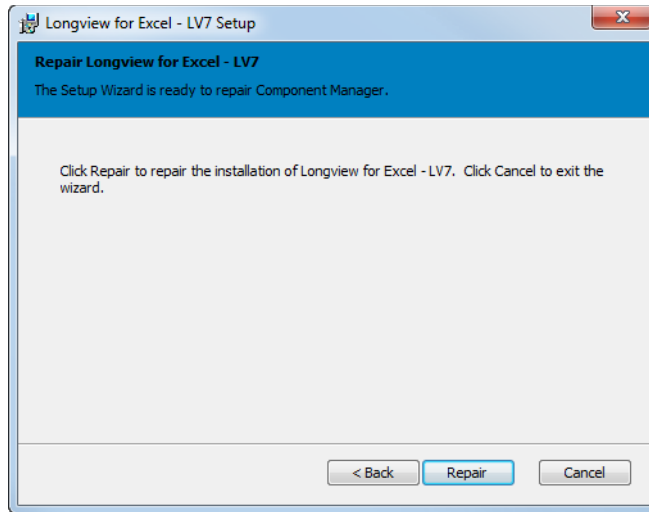 Longview for Excel - LV7 Setup
Repair Longview for Excel - LV7
The Setup Wizard is ready to repair Component Manager.
Click Repair to repair the installation of Longview for Excel - LV7. Click Cancel to exit the
wizard.
< Back
Repair
Cancel